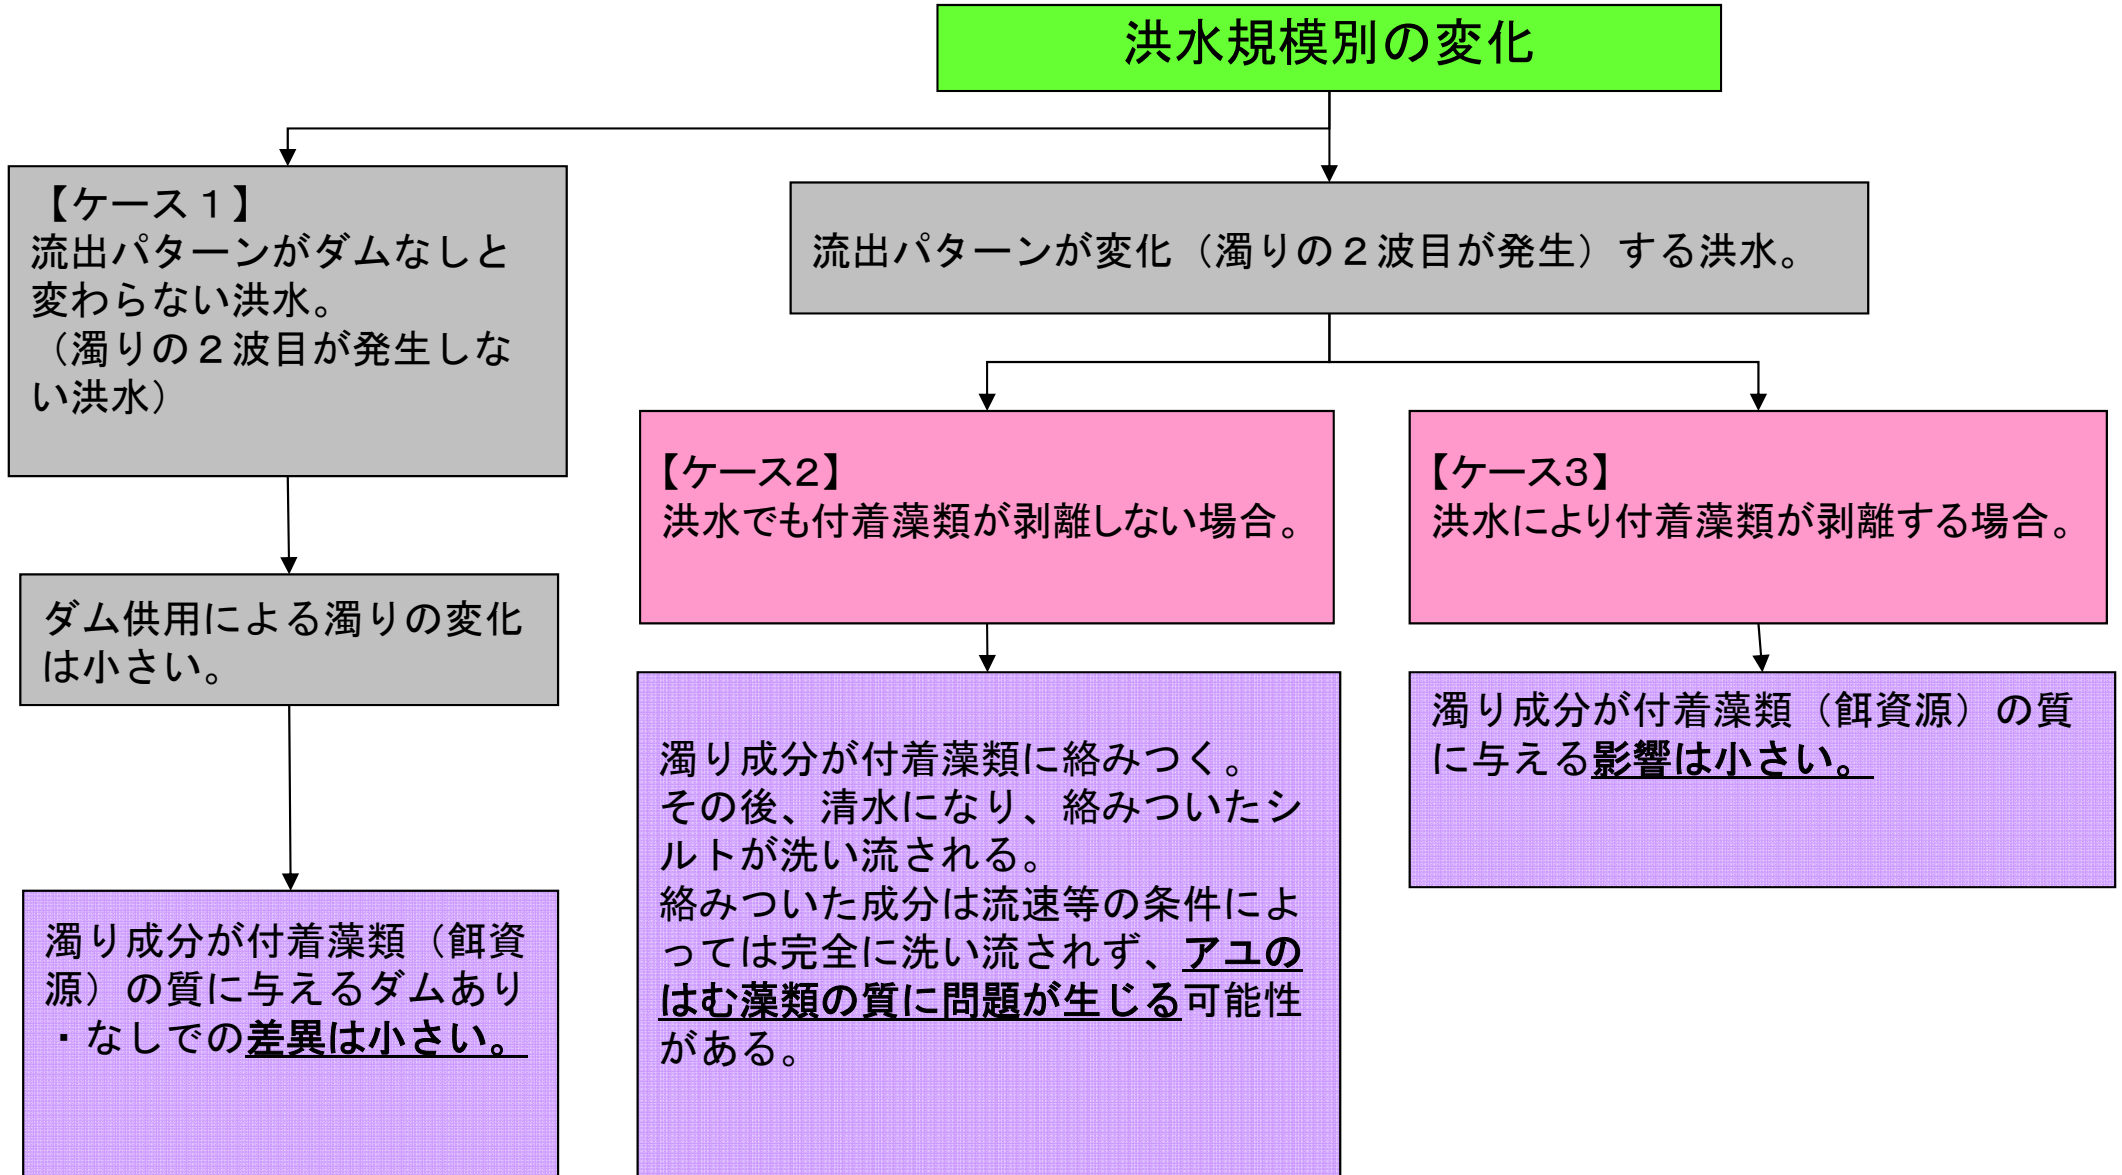 洪水規模別の変化
【ケース１】
流出パターンがダムなしと
変わらない洪水。
（濁りの２波目が発生しな
い洪水）
流出パターンが変化（濁りの２波目が発生）する洪水。
【ケース2】
洪水でも付着藻類が剥離しない場合。
【ケース3】
洪水により付着藻類が剥離する場合。
ダム供用による濁りの変化
は小さい。
濁り成分が付着藻類（餌資
源）の質に与えるダムあり
・なしでの差異は小さい。
濁り成分が付着藻類に絡みつく。
その後、清水になり、絡みついたシ
ルトが洗い流される。
絡みついた成分は流速等の条件によ
っては完全に洗い流されず、アユの
はむ藻類の質に問題が生じる可能性
がある。
濁り成分が付着藻類（餌資源）の質
に与える影響は小さい。